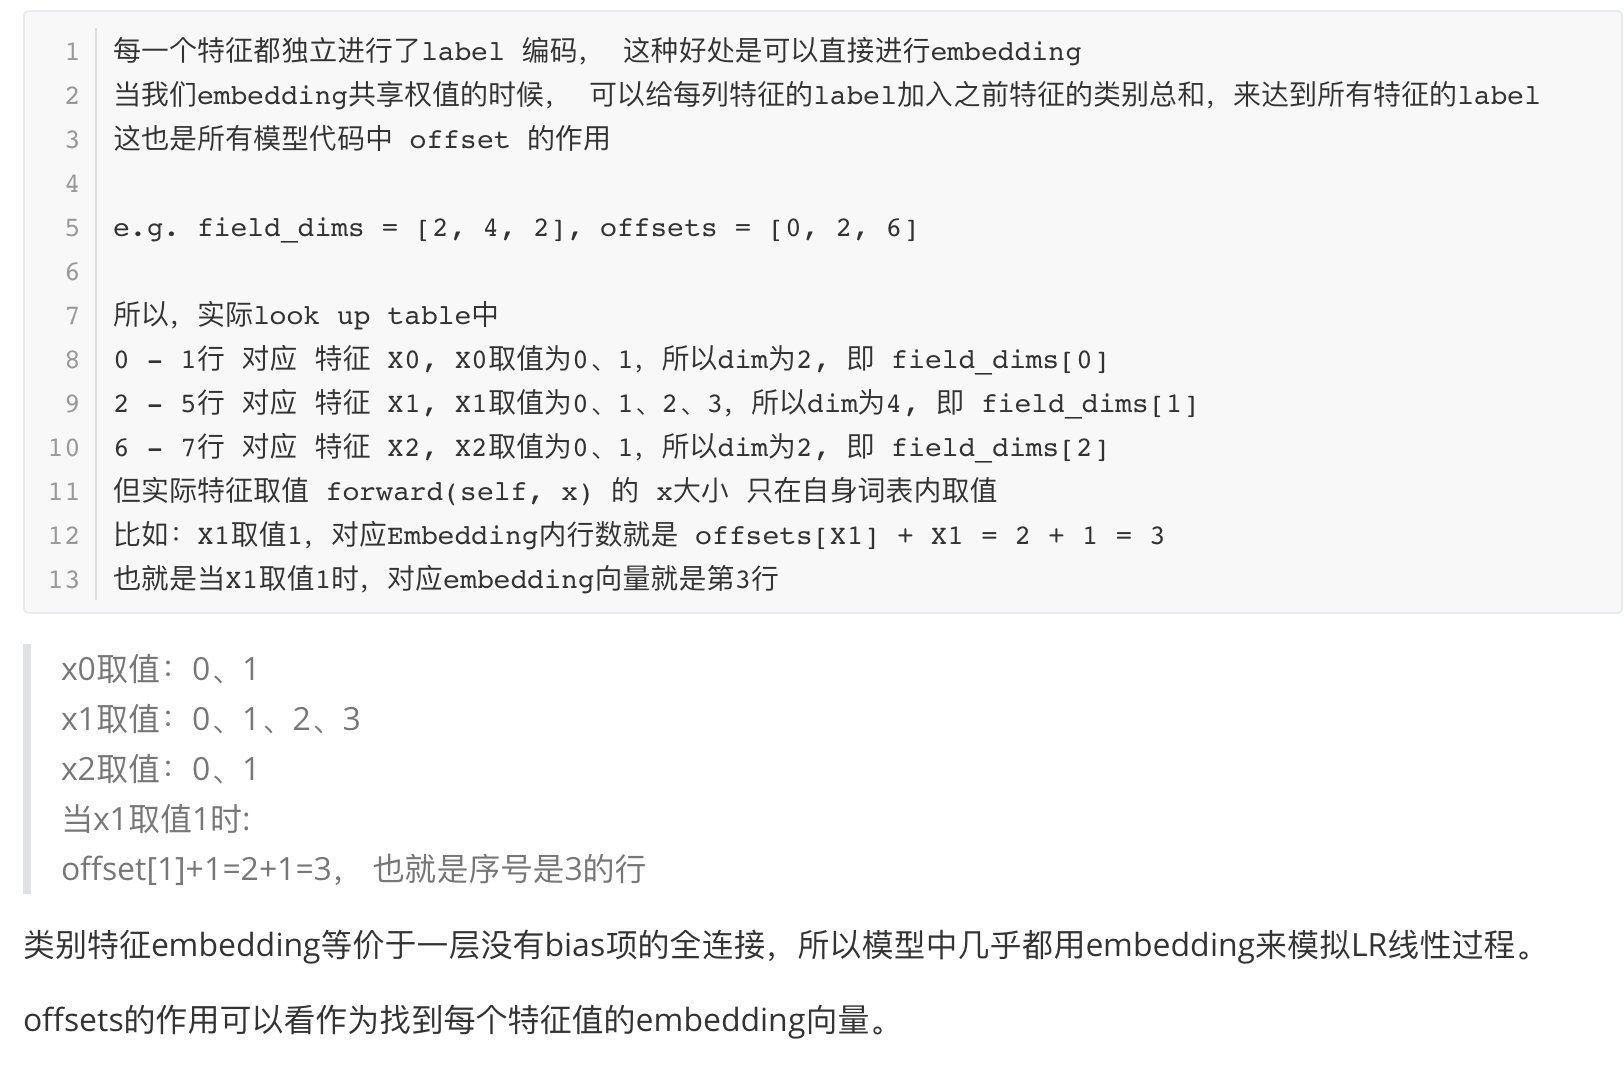 1 每一个特征都独立进行了label 编码， 这种好处是可以直接进行embedding
2 当我们embedding共享权值的时候， 可以给每列特征的label加入之前特征的类别总和，来达到所有特征的label
3 这也是所有模型代码中 offset 的作用
4
5 e.g. field_dims = [2, 4, 2], offsets = [0, 2, 6]
6
7 所以，实际look up table中
8 0 - 1行 对应 特征 X0, X0取值为0、1，所以dim为2, 即 field_dims[0]
9 2 - 5行 对应 特征 X1, X1取值为0、1、2、3，所以dim为4, 即 field_dims[1]
10 6 - 7行 对应 特征 X2, X2取值为0、1，所以dim为2, 即 field_dims[2]
11 但实际特征取值 forward(self, x) 的 x大小 只在自身词表内取值
12 比如：X1取值1，对应Embedding内行数就是 offsets[X1] + X1 = 2 + 1 = 3
13 也就是当X1取值1时，对应embedding向量就是第3行
x0取值：0、1
x1取值：0、1、2、3
x2取值：0、1
当x1取值1时:
offset[1]+1=2+1=3， 也就是序号是3的行
类别特征embedding等价于一层没有bias项的全连接，所以模型中几乎都用embedding来模拟LR线性过程。
offsets的作用可以看作为找到每个特征值的embedding向量。